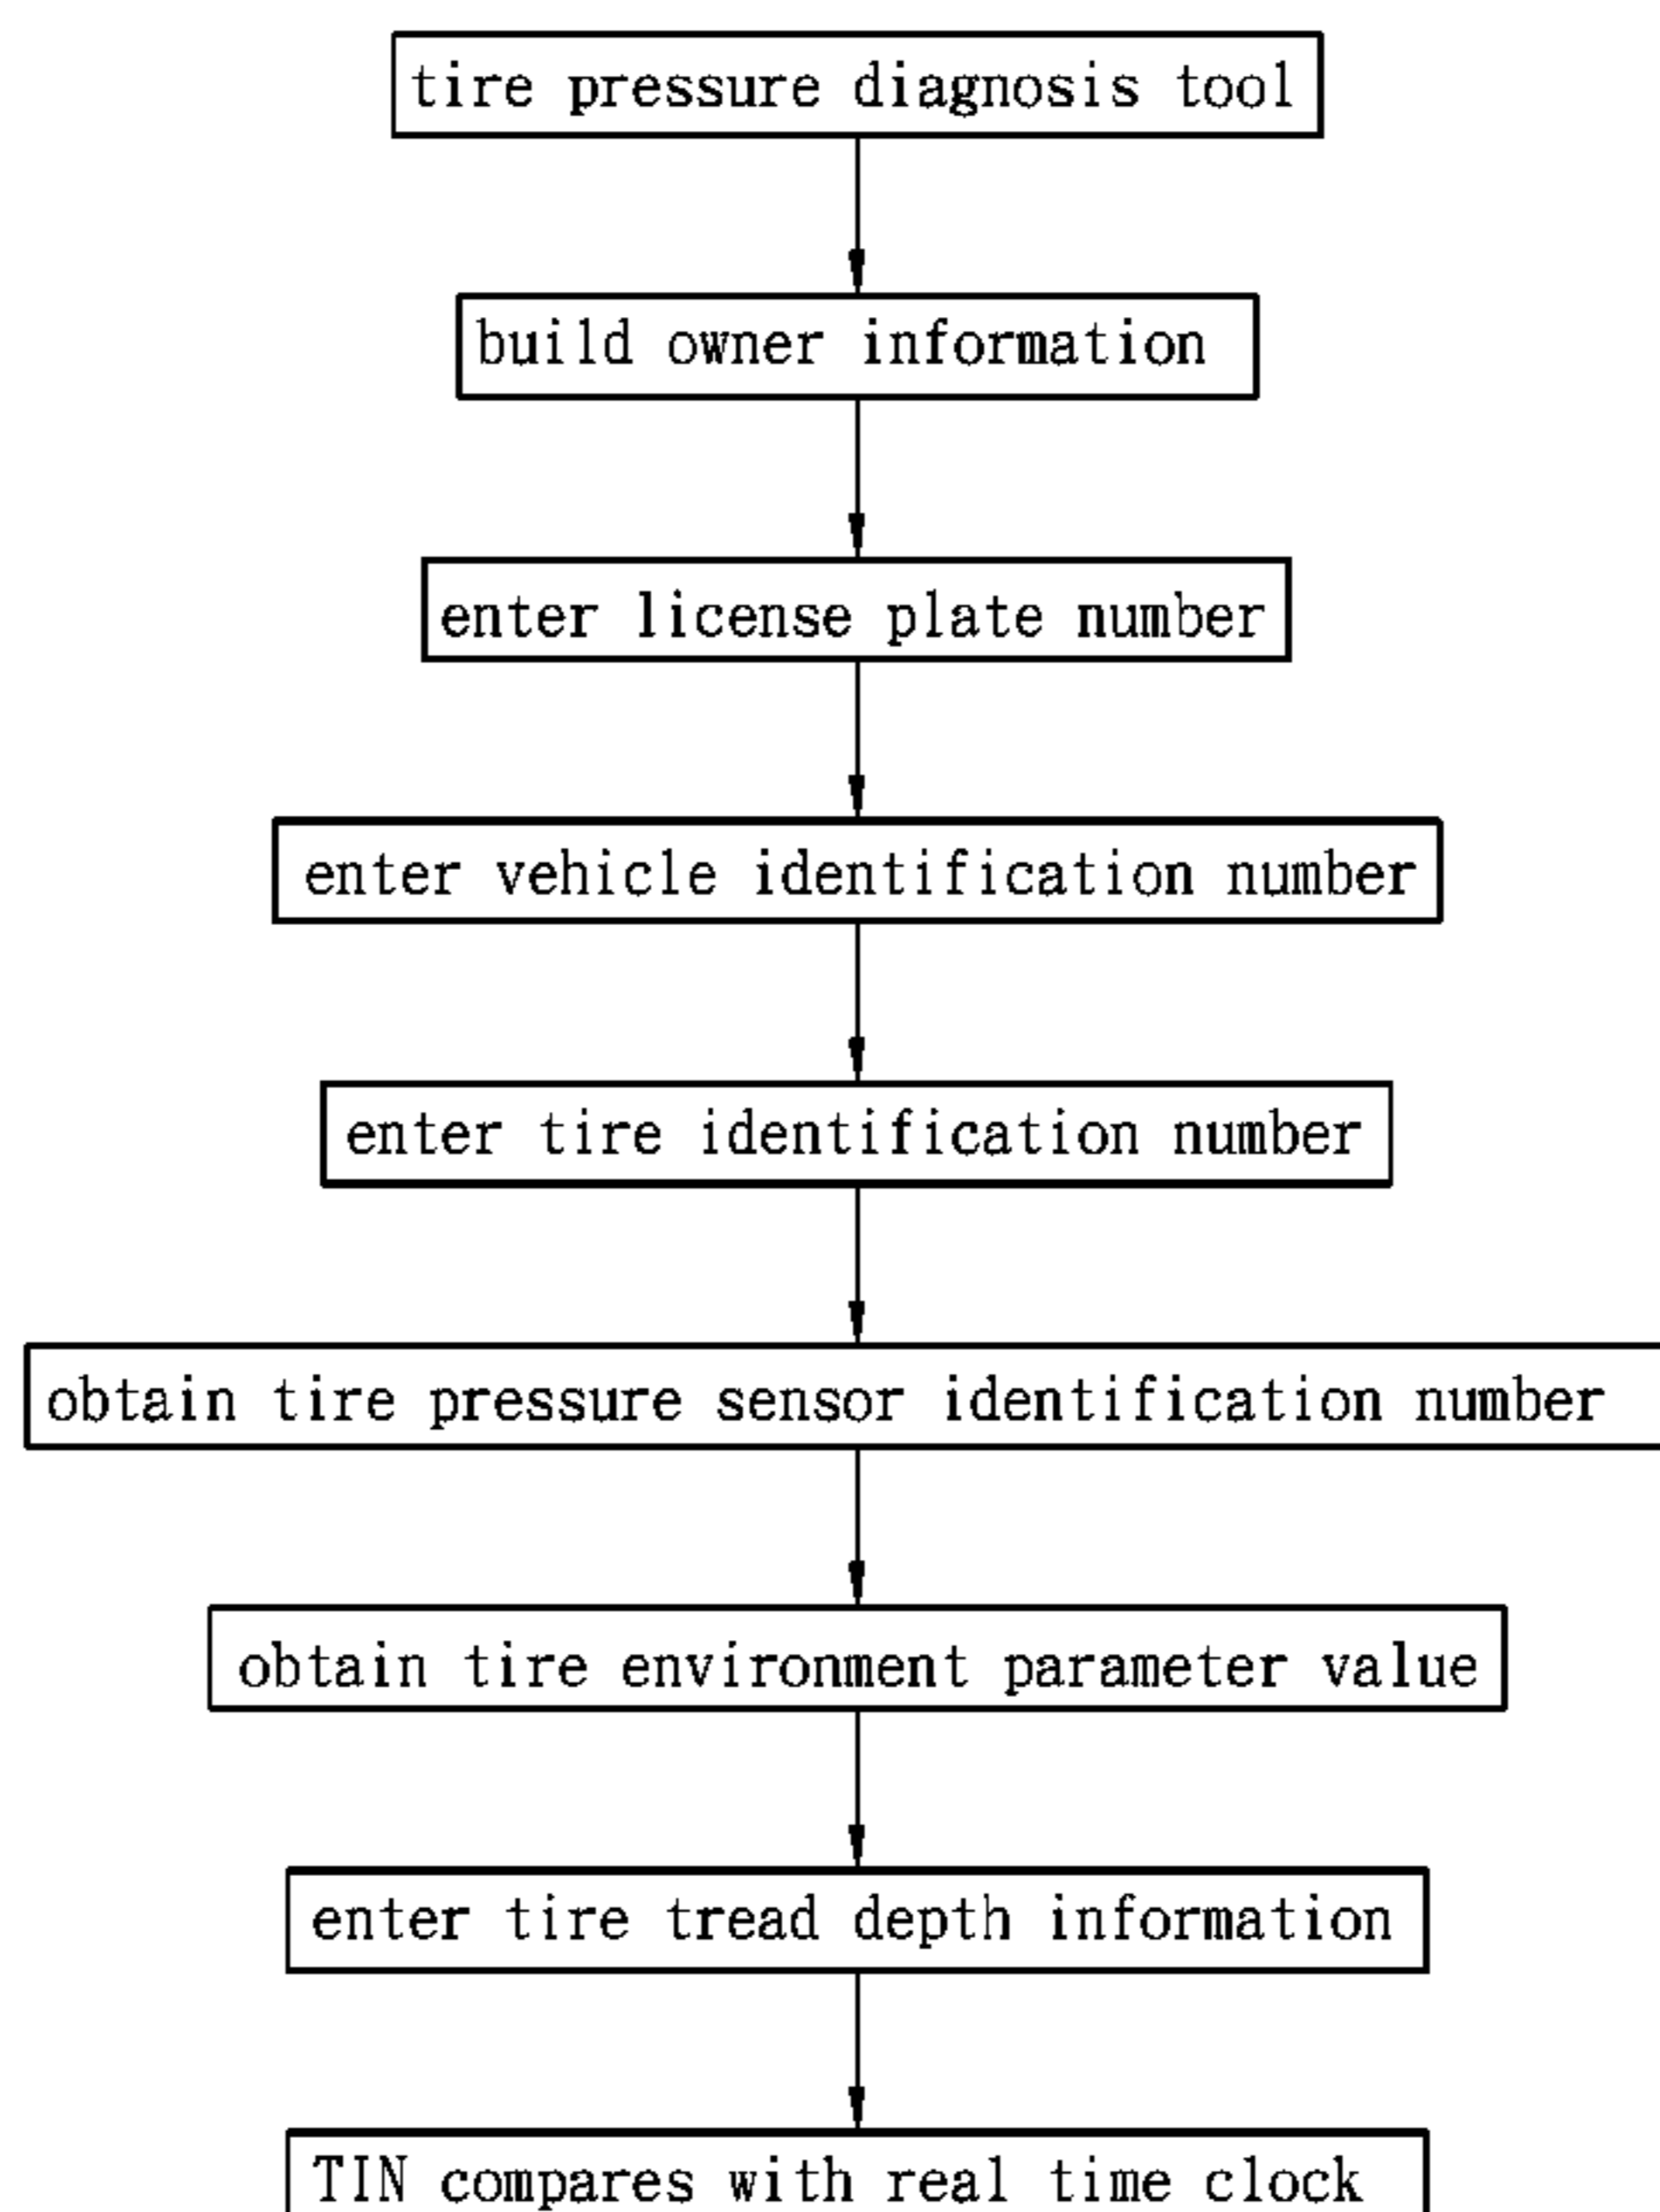 tire pressure diagnosis tool
build owner information
enter license plate number
enter vehicle identification number
enter tire identification number
obtain tire pressure sensor identification number
obtain tire environment parameter value
enter tire tread depth information
TIN compares with real time clock